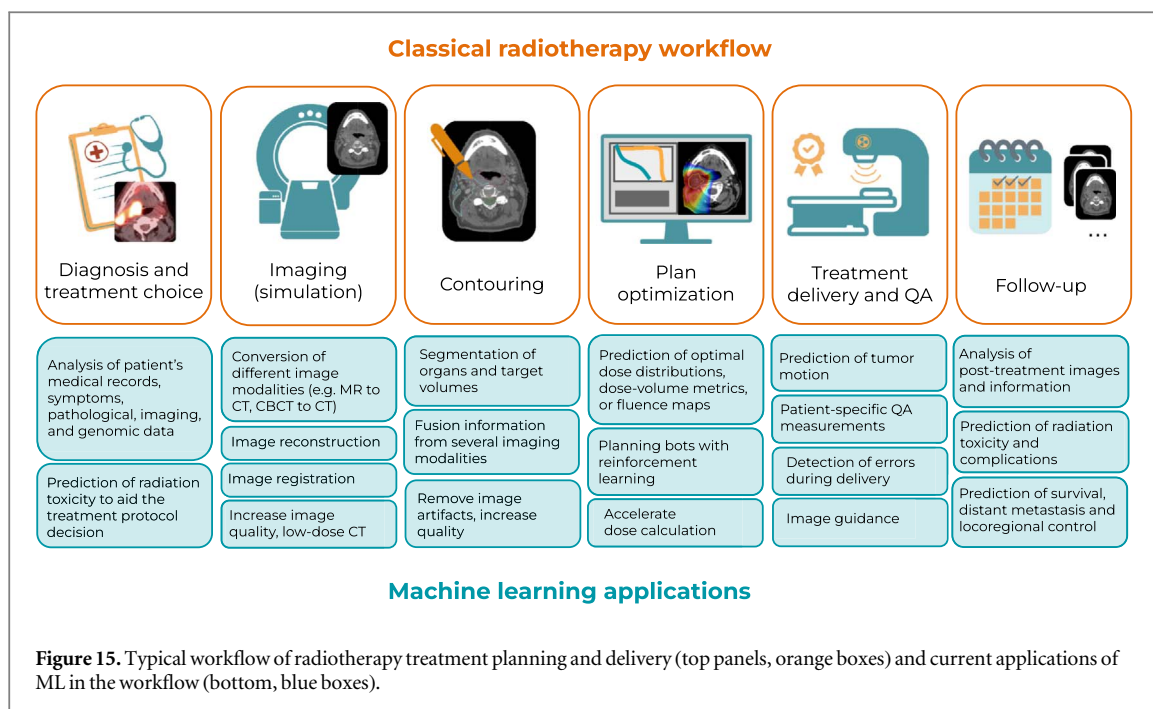 Classical radiotherapy workflow
Diagnosis and
treatment choice
Imaging
(simulation)
Contouring
Plan
optimization
Treatment
delivery and QA
...
Follow-up
Analysis of patient's
medical records,
symptoms,
pathological, imaging,
and genomic data
Prediction of radiation
toxicity to aid the
treatment protocol
decision
Conversion of
different image
modalities (e.g. MR to
CT, CBCT to CT)
Image reconstruction
Image registration
Increase image
quality, low-dose CT
Segmentation of
organs and target
volumes
Fusion information
from several imaging
modalities
Remove image
artifacts, increase
quality
Prediction of optimal
dose distributions,
dose-volume metrics,
or fluence maps
Planning bots with
reinforcement
learning
Accelerate
dose calculation
Prediction of tumor
motion
Patient-specific QA
measurements
Detection of errors
during delivery
Image guidance
Analysis of
post-treatment images
and information
Prediction of radiation
toxicity and
complications
Prediction of survival,
distant metastasis and
locoregional control
Machine learning applications
Figure 15. Typical workflow of radiotherapy treatment planning and delivery (top panels, orange boxes) and current applications of
ML in the workflow (bottom, blue boxes).